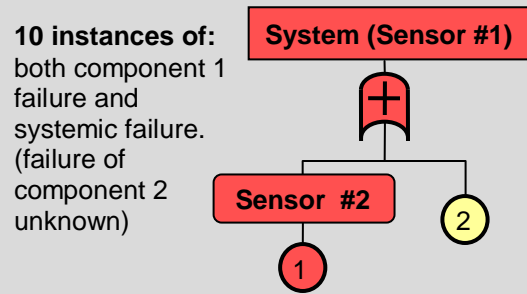 10 instances of:
both component 1
failure and
systemic failure.
(failure of
component 2
unknown)
System (Sensor #1)
+
Sensor #2
2
1